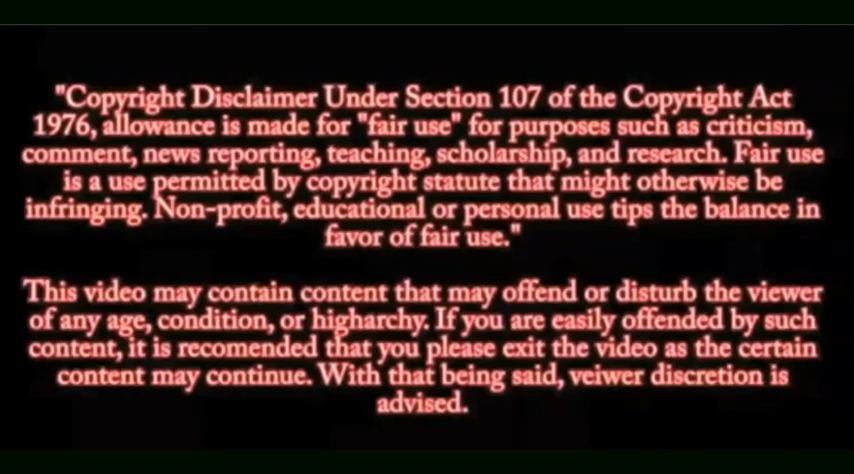 "Copyright Disclaimer Under Section 107 of the Copyright Act
1976, allowance is made for "fair use" for purposes such as criticism,
comment, news reporting, teaching, scholarship, and research. Fair use
is a use permitted by copyright statute that might otherwise be
infringing. Non-profit, educational or personal use tips the balance in
favor of fair use."
This video may contain content that may offend or disturb the viewer
of any age, condition, or higharchy. If you are easily offended by such
content, it is recomended that you please exit the video as the certain
content may continue. With that being said, veiwer discretion is
advised.